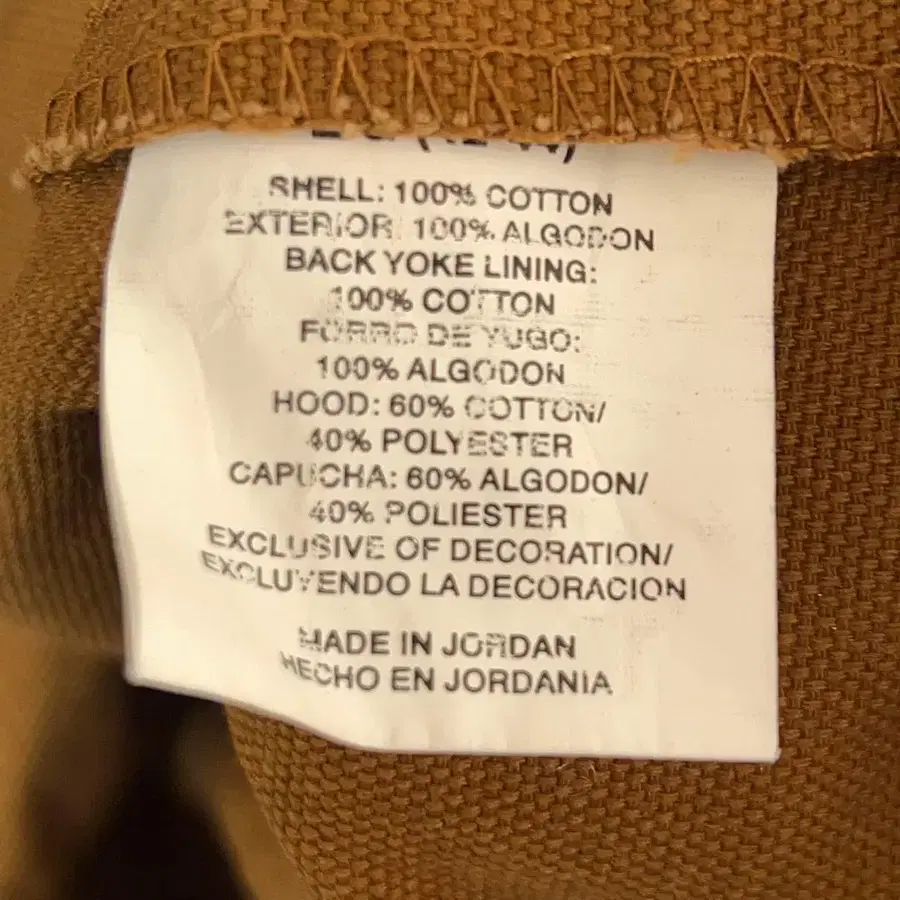 SHELL: 100% COTTON
EXTERIOR: 100% ALGODON
BACK YOKE LINING:
100% COTTON
FORRO DE YUGO:
100% ALGODON
HOOD: 60% COTTON/
40% POLYESTER
CAPUCHA: 60% ALGODON/
40% POLIESTER
EXCLUSIVE OF DECORATION/
EXCLUYENDO LA DECORACION
MADE IN JORDAN
HECHO EN JORDANIA